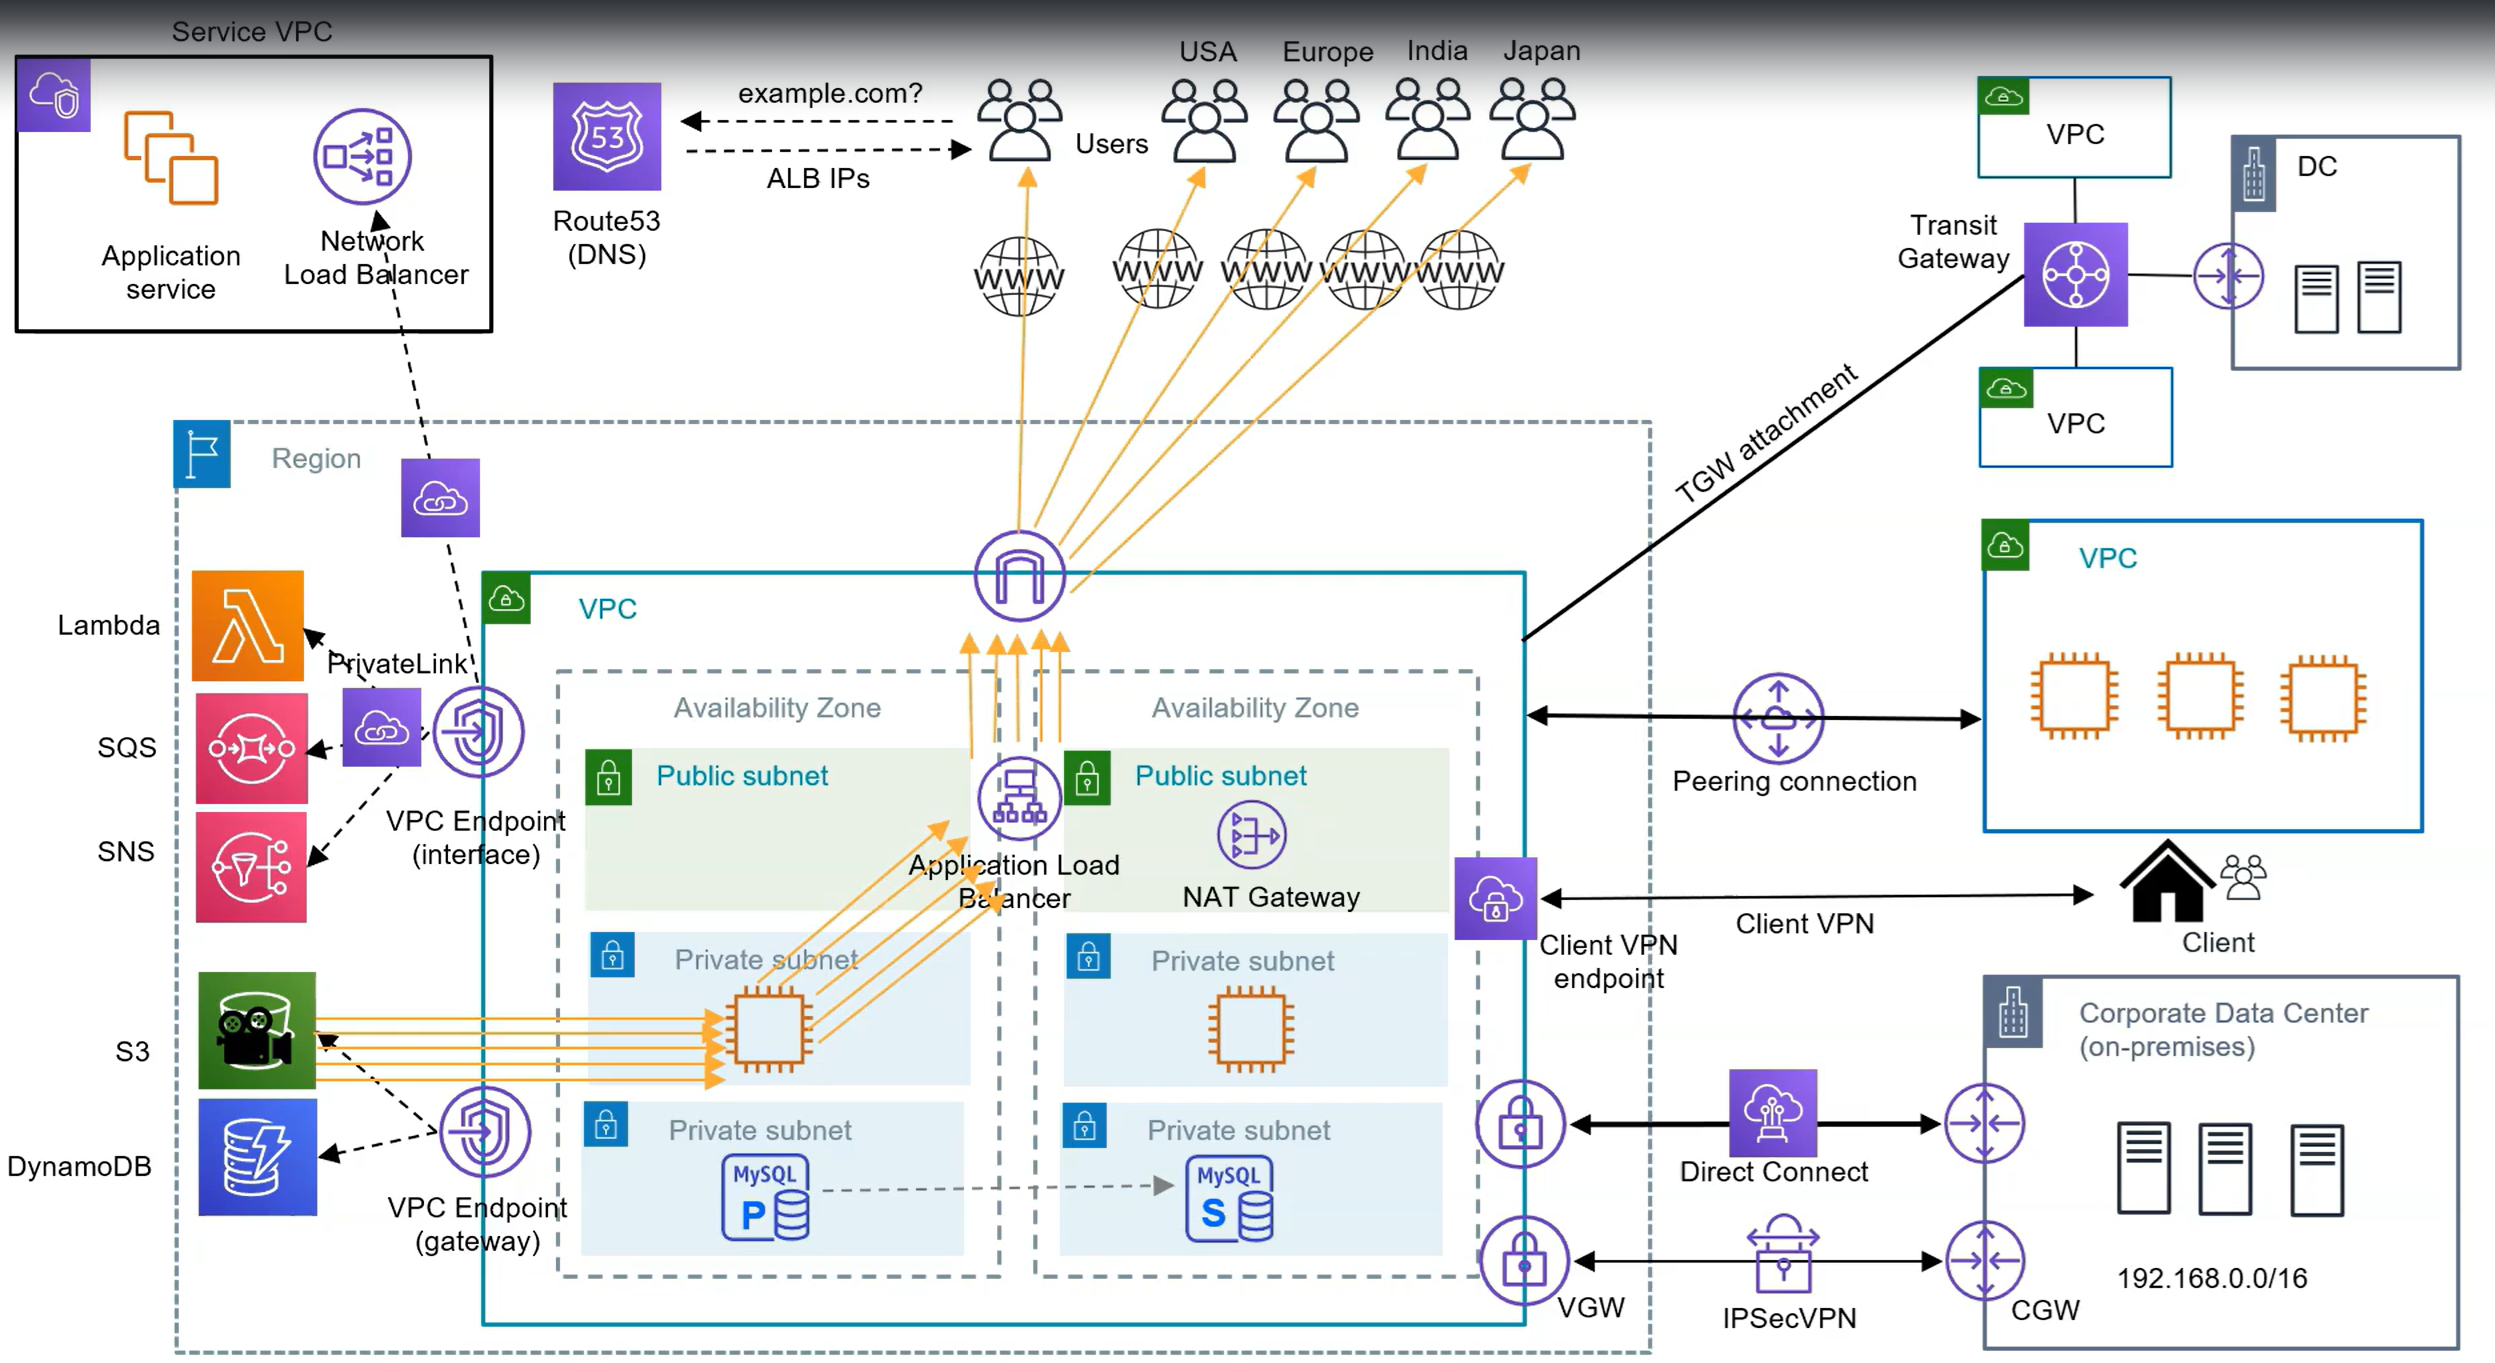 Service VPC
Application
service
Network
Load Balancer
53
Route53
(DNS)
example.com?
ALB IPs
Users
USA
Europe
India
Japan
WWW
WWW
WWW
WWW
WWW
VPC
Transit
Gateway
DC
VPC
TGW attachment
Region
VPC
Lambda
PrivateLink
SQS
SNS
VPC Endpoint
(interface)
S3
DynamoDB
VPC Endpoint
(gateway)
Availability Zone
Public subnet
Private subnet
Private subnet
MySQL
P
Application Load
Balancer
Availability Zone
Public subnet
NAT Gateway
Private subnet
Private subnet
MySQL
S
VPC
Peering connection
Client VPN
endpoint
Client VPN
Client
Direct Connect
VGW
IPSecVPN
CGW
Corporate Data Center
(on-premises)
192.168.0.0/16